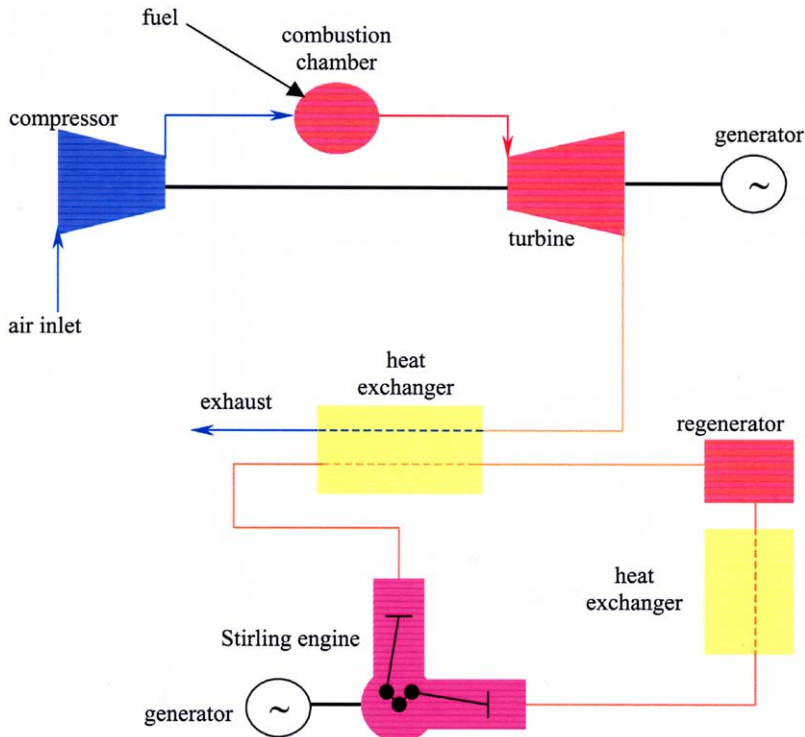 fuel
combustion
chamber
compressor
generator
~
turbine
air inlet
heat
exchanger
exhaust
regenerator
heat
exchanger
Stirling engine
generator
~